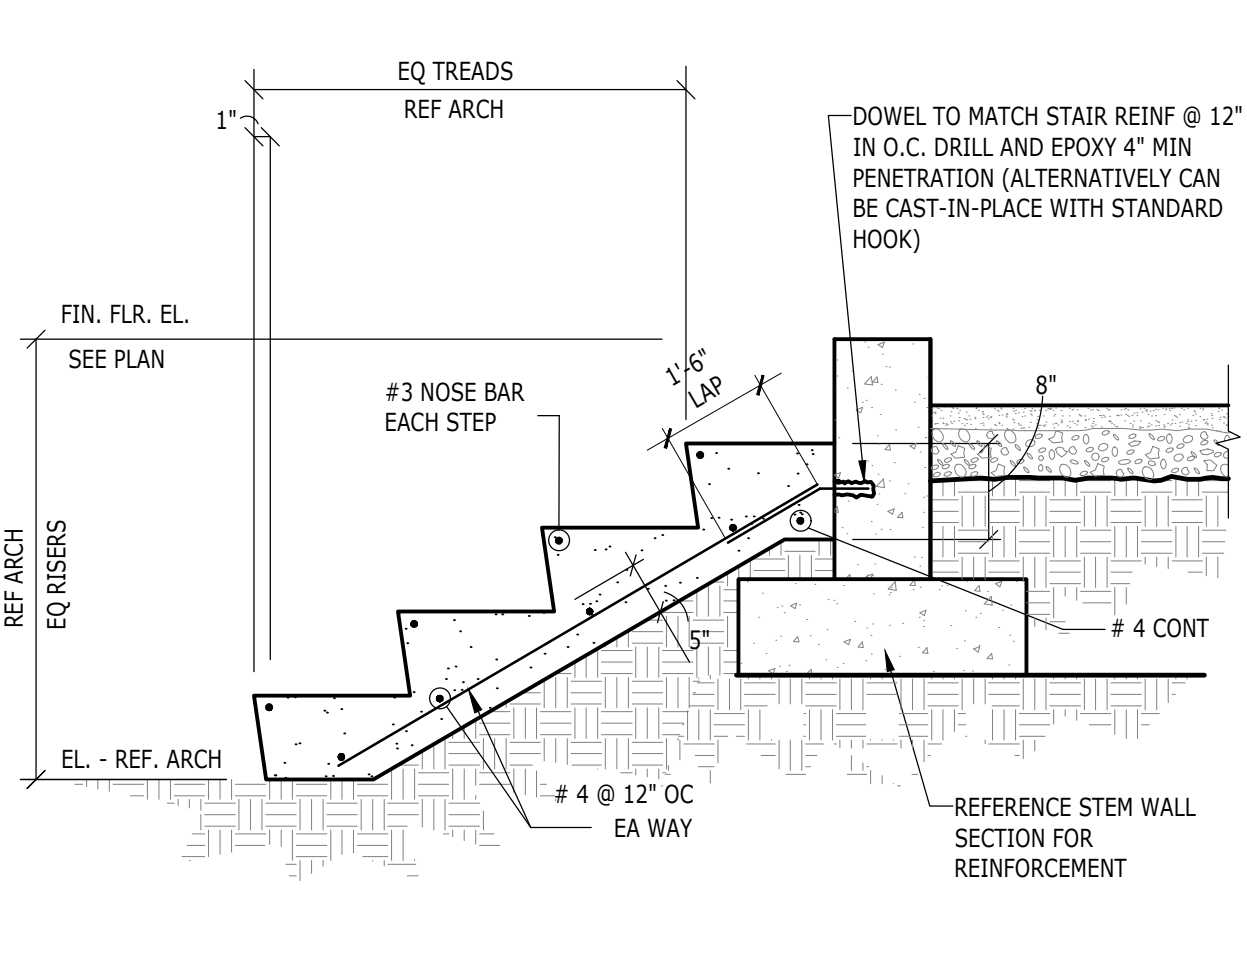 EQ TREADS
REF ARCH
1"
DOWEL TO MATCH STAIR REINF @ 12"
IN O.C. DRILL AND EPOXY 4" MIN
PENETRATION (ALTERNATIVELY CAN
BE CAST-IN-PLACE WITH STANDARD
HOOK)
FIN. FLR. EL.
SEE PLAN
#3 NOSE BAR
EACH STEP
1'-6"
LAP
8"
REF ARCH
EQ RISERS
5"
# 4 CONT
EL. - REF. ARCH
# 4 @ 12" OC
EA WAY
REFERENCE STEM WALL
SECTION FOR
REINFORCEMENT